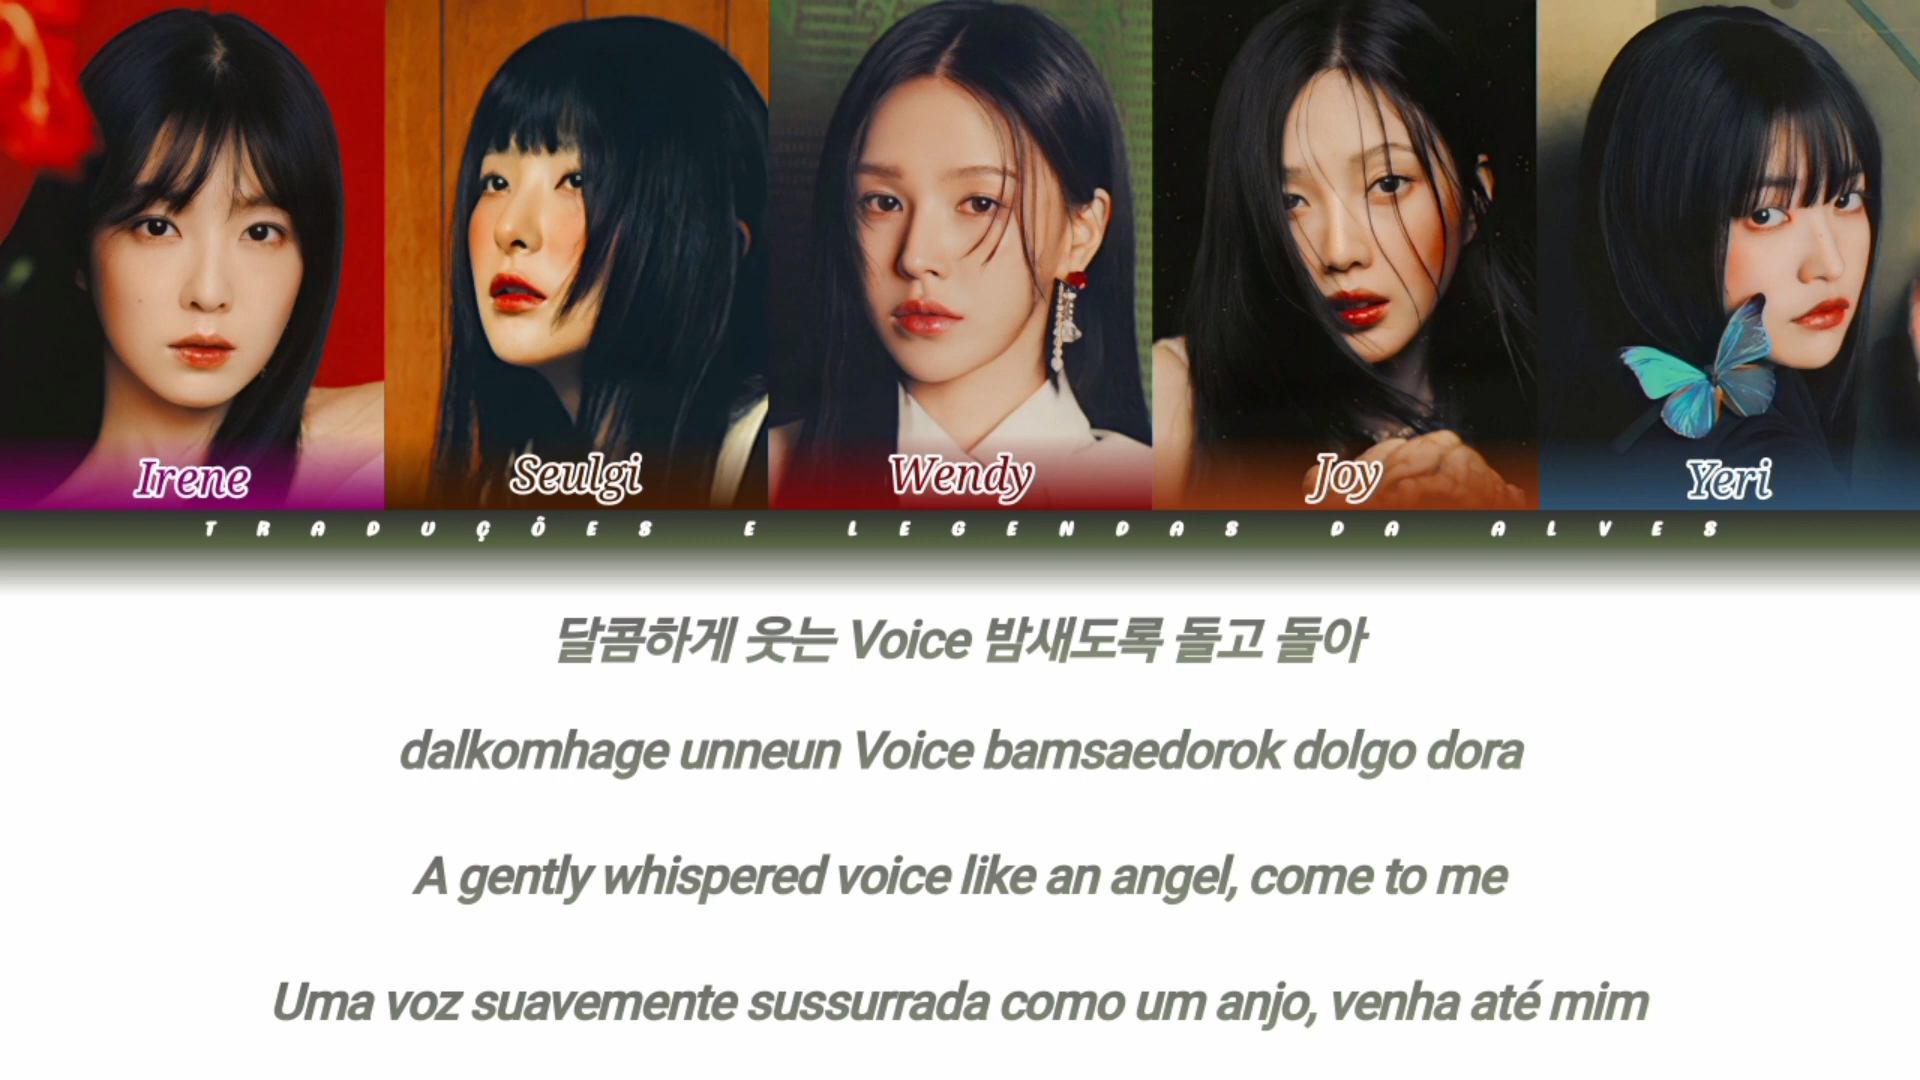 Irene
Seulgi
Wendy
Joy
Yeri
TRADUÇÕES E LEGENDAS DA ALVES
달콤하게 웃는 Voice 밤새도록 돌고 돌아
dalkomhage unneun Voice bamsaedorok dolgo dora
A gently whispered voice like an angel, come to me
Uma voz suavemente sussurrada como um anjo, venha até mim